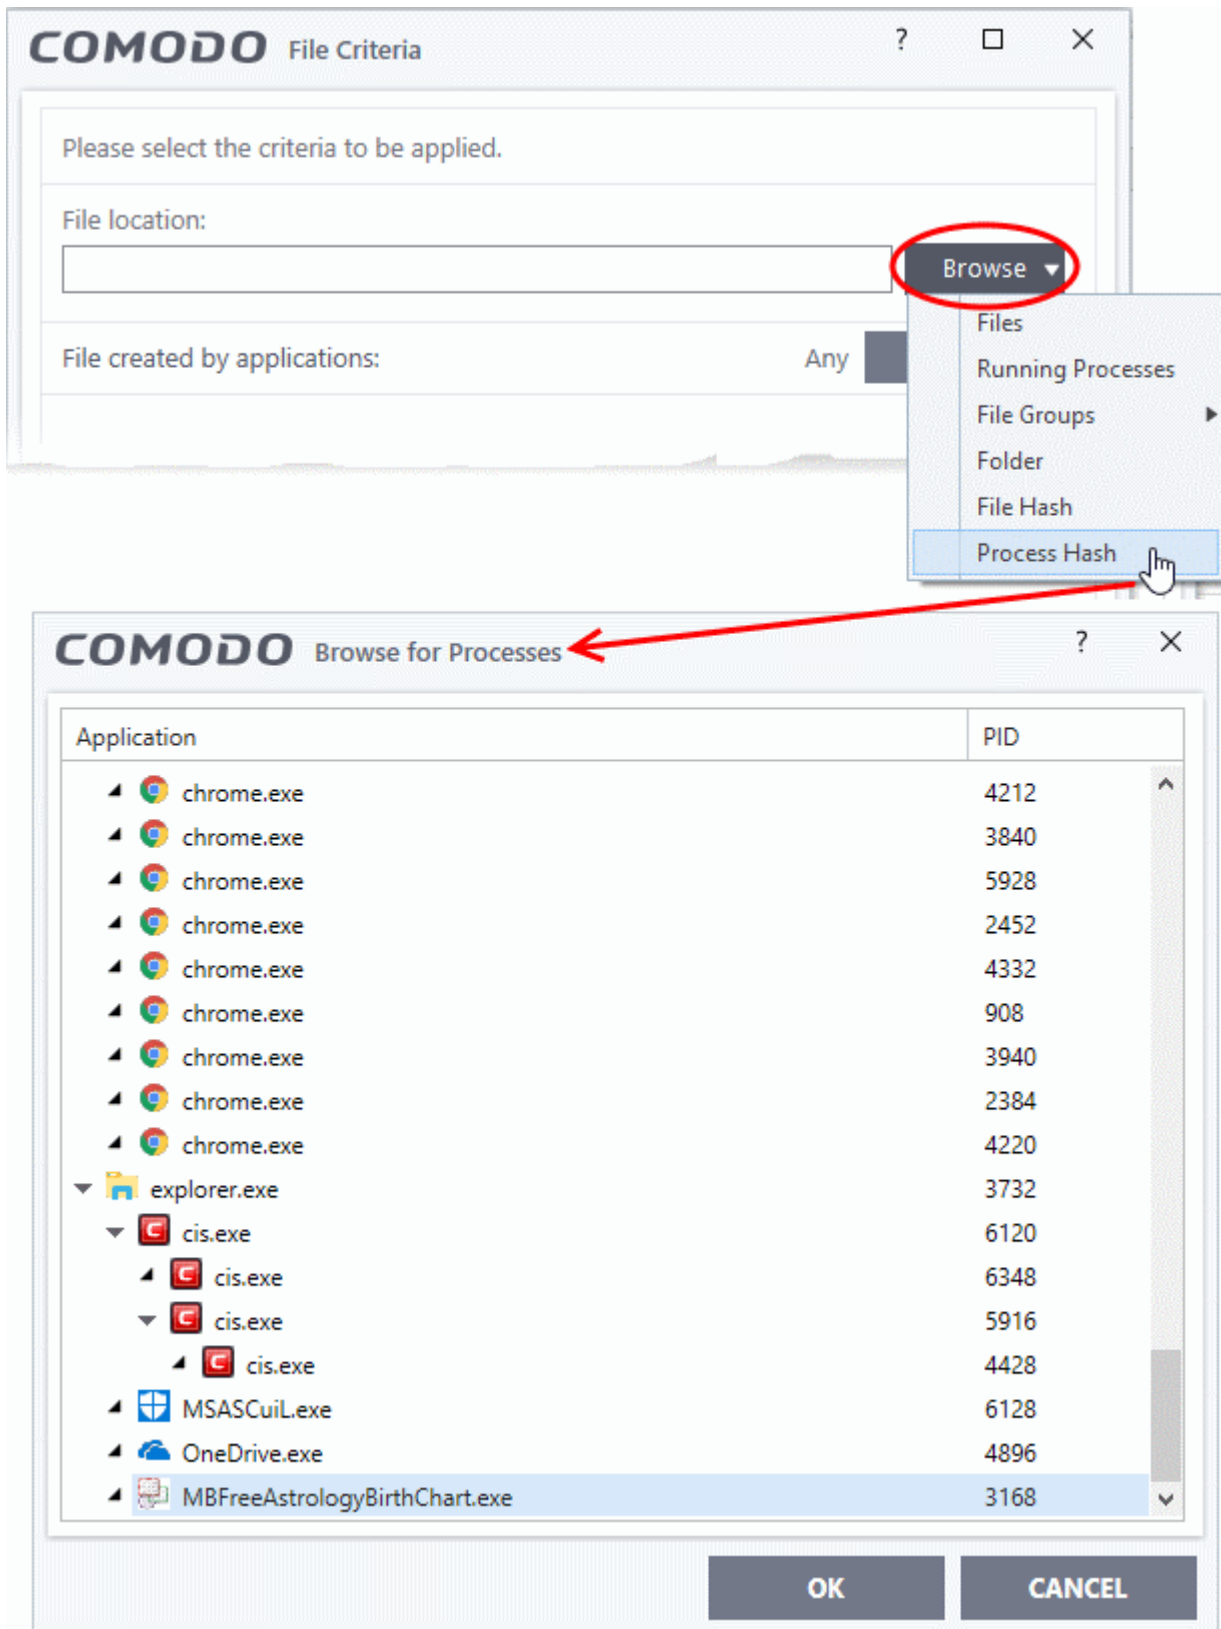 COMODO File Criteria ?
Please select the criteria to be applied.
File location:
Browse
Files
File created by applications: Any
Running Processes
File Groups
Folder
File Hash
Process Hash
COMODO Browse for Processes ?
Application PID
chrome.exe 4212
chrome.exe 3840
chrome.exe 5928
chrome.exe 2452
chrome.exe 4332
chrome.exe 908
chrome.exe 3940
chrome.exe 2384
chrome.exe 4220
explorer.exe 3732
cis.exe 6120
cis.exe 6348
cis.exe 5916
cis.exe 4428
MSASCuiL.exe 6128
OneDrive.exe 4896
MBFreeAstrologyBirthChart.exe 3168
OK CANCEL